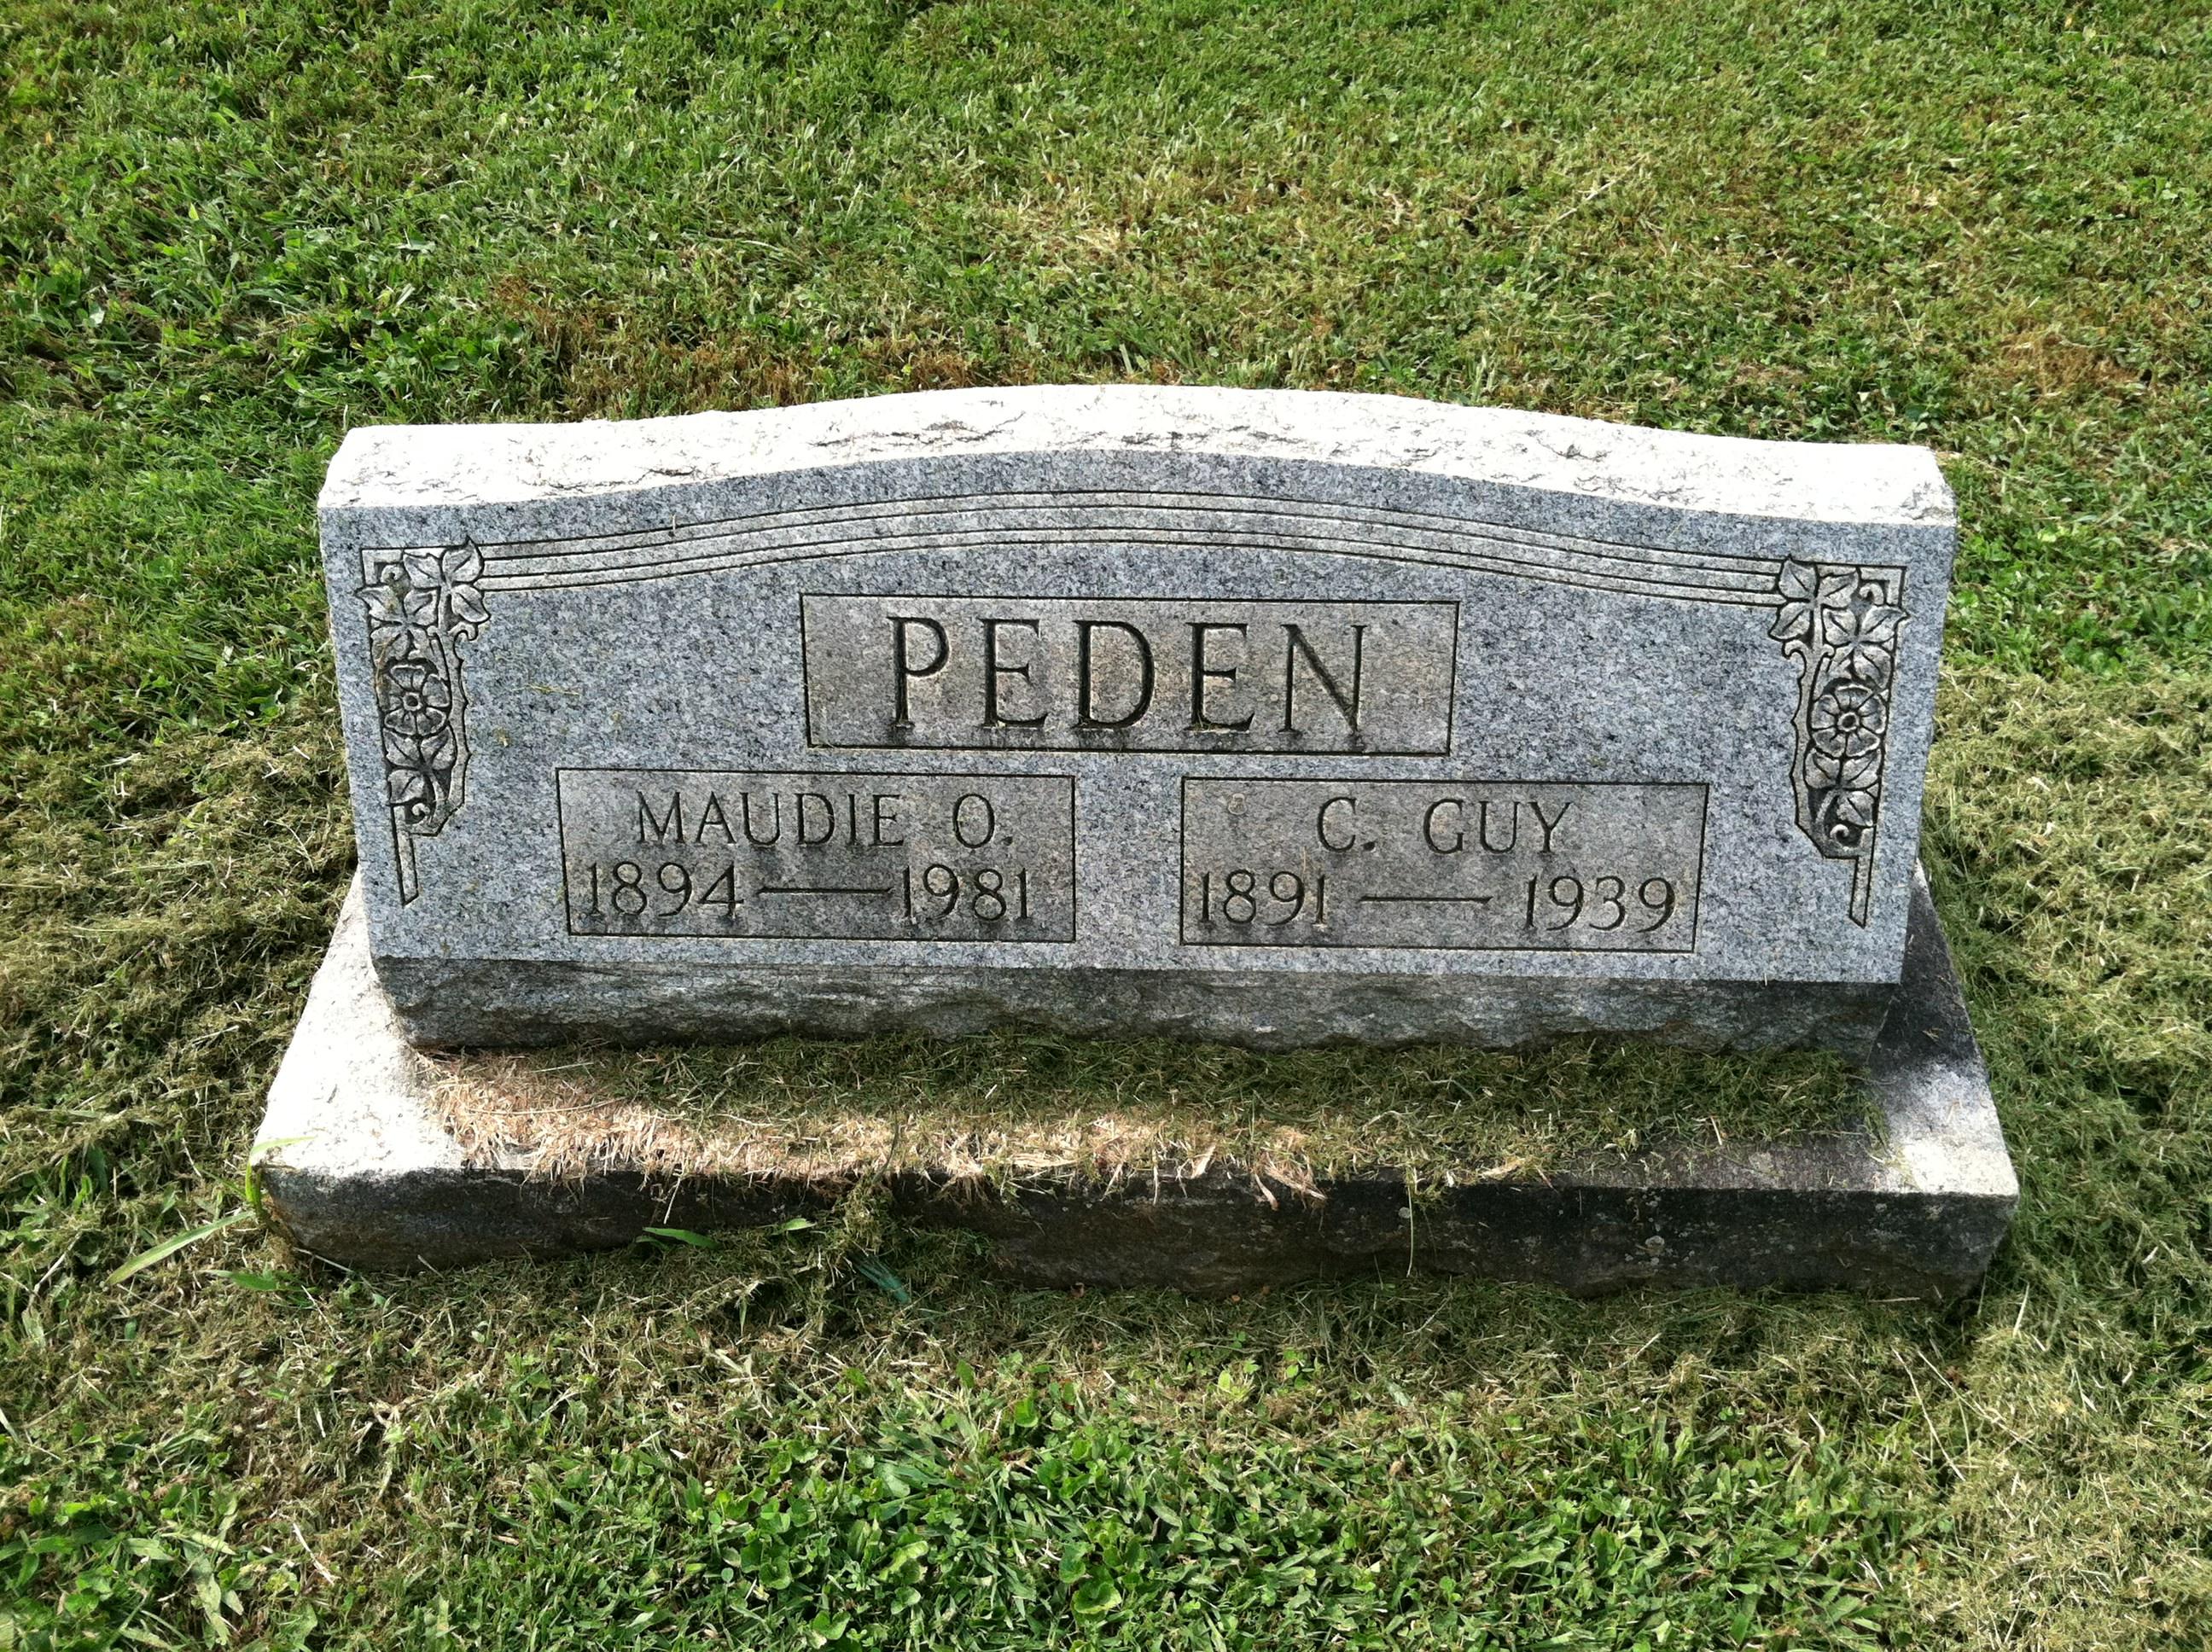 PEDEN
MAUDIE O.
1894 — 1981
C. GUY
1891 — 1939